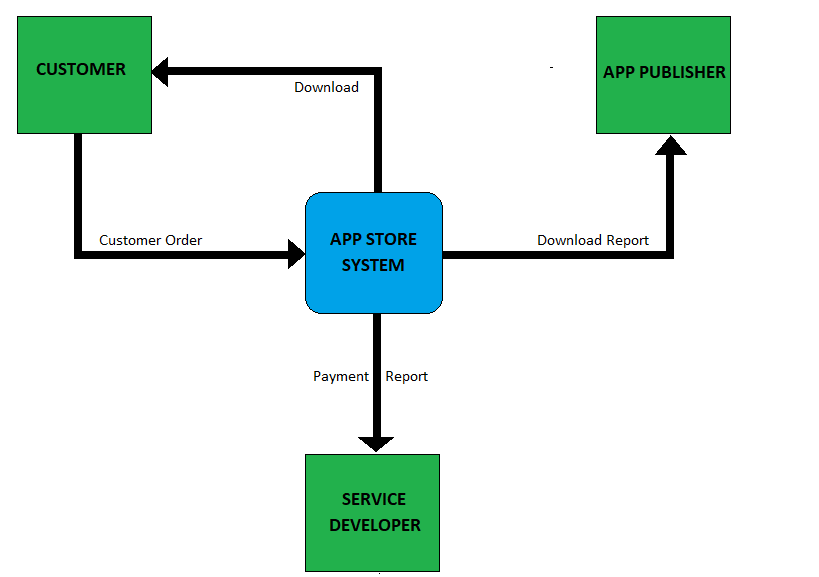 CUSTOMER
APP PUBLISHER
Download
Customer Order
APP STORE
SYSTEM
Download Report
Payment Report
SERVICE
DEVELOPER